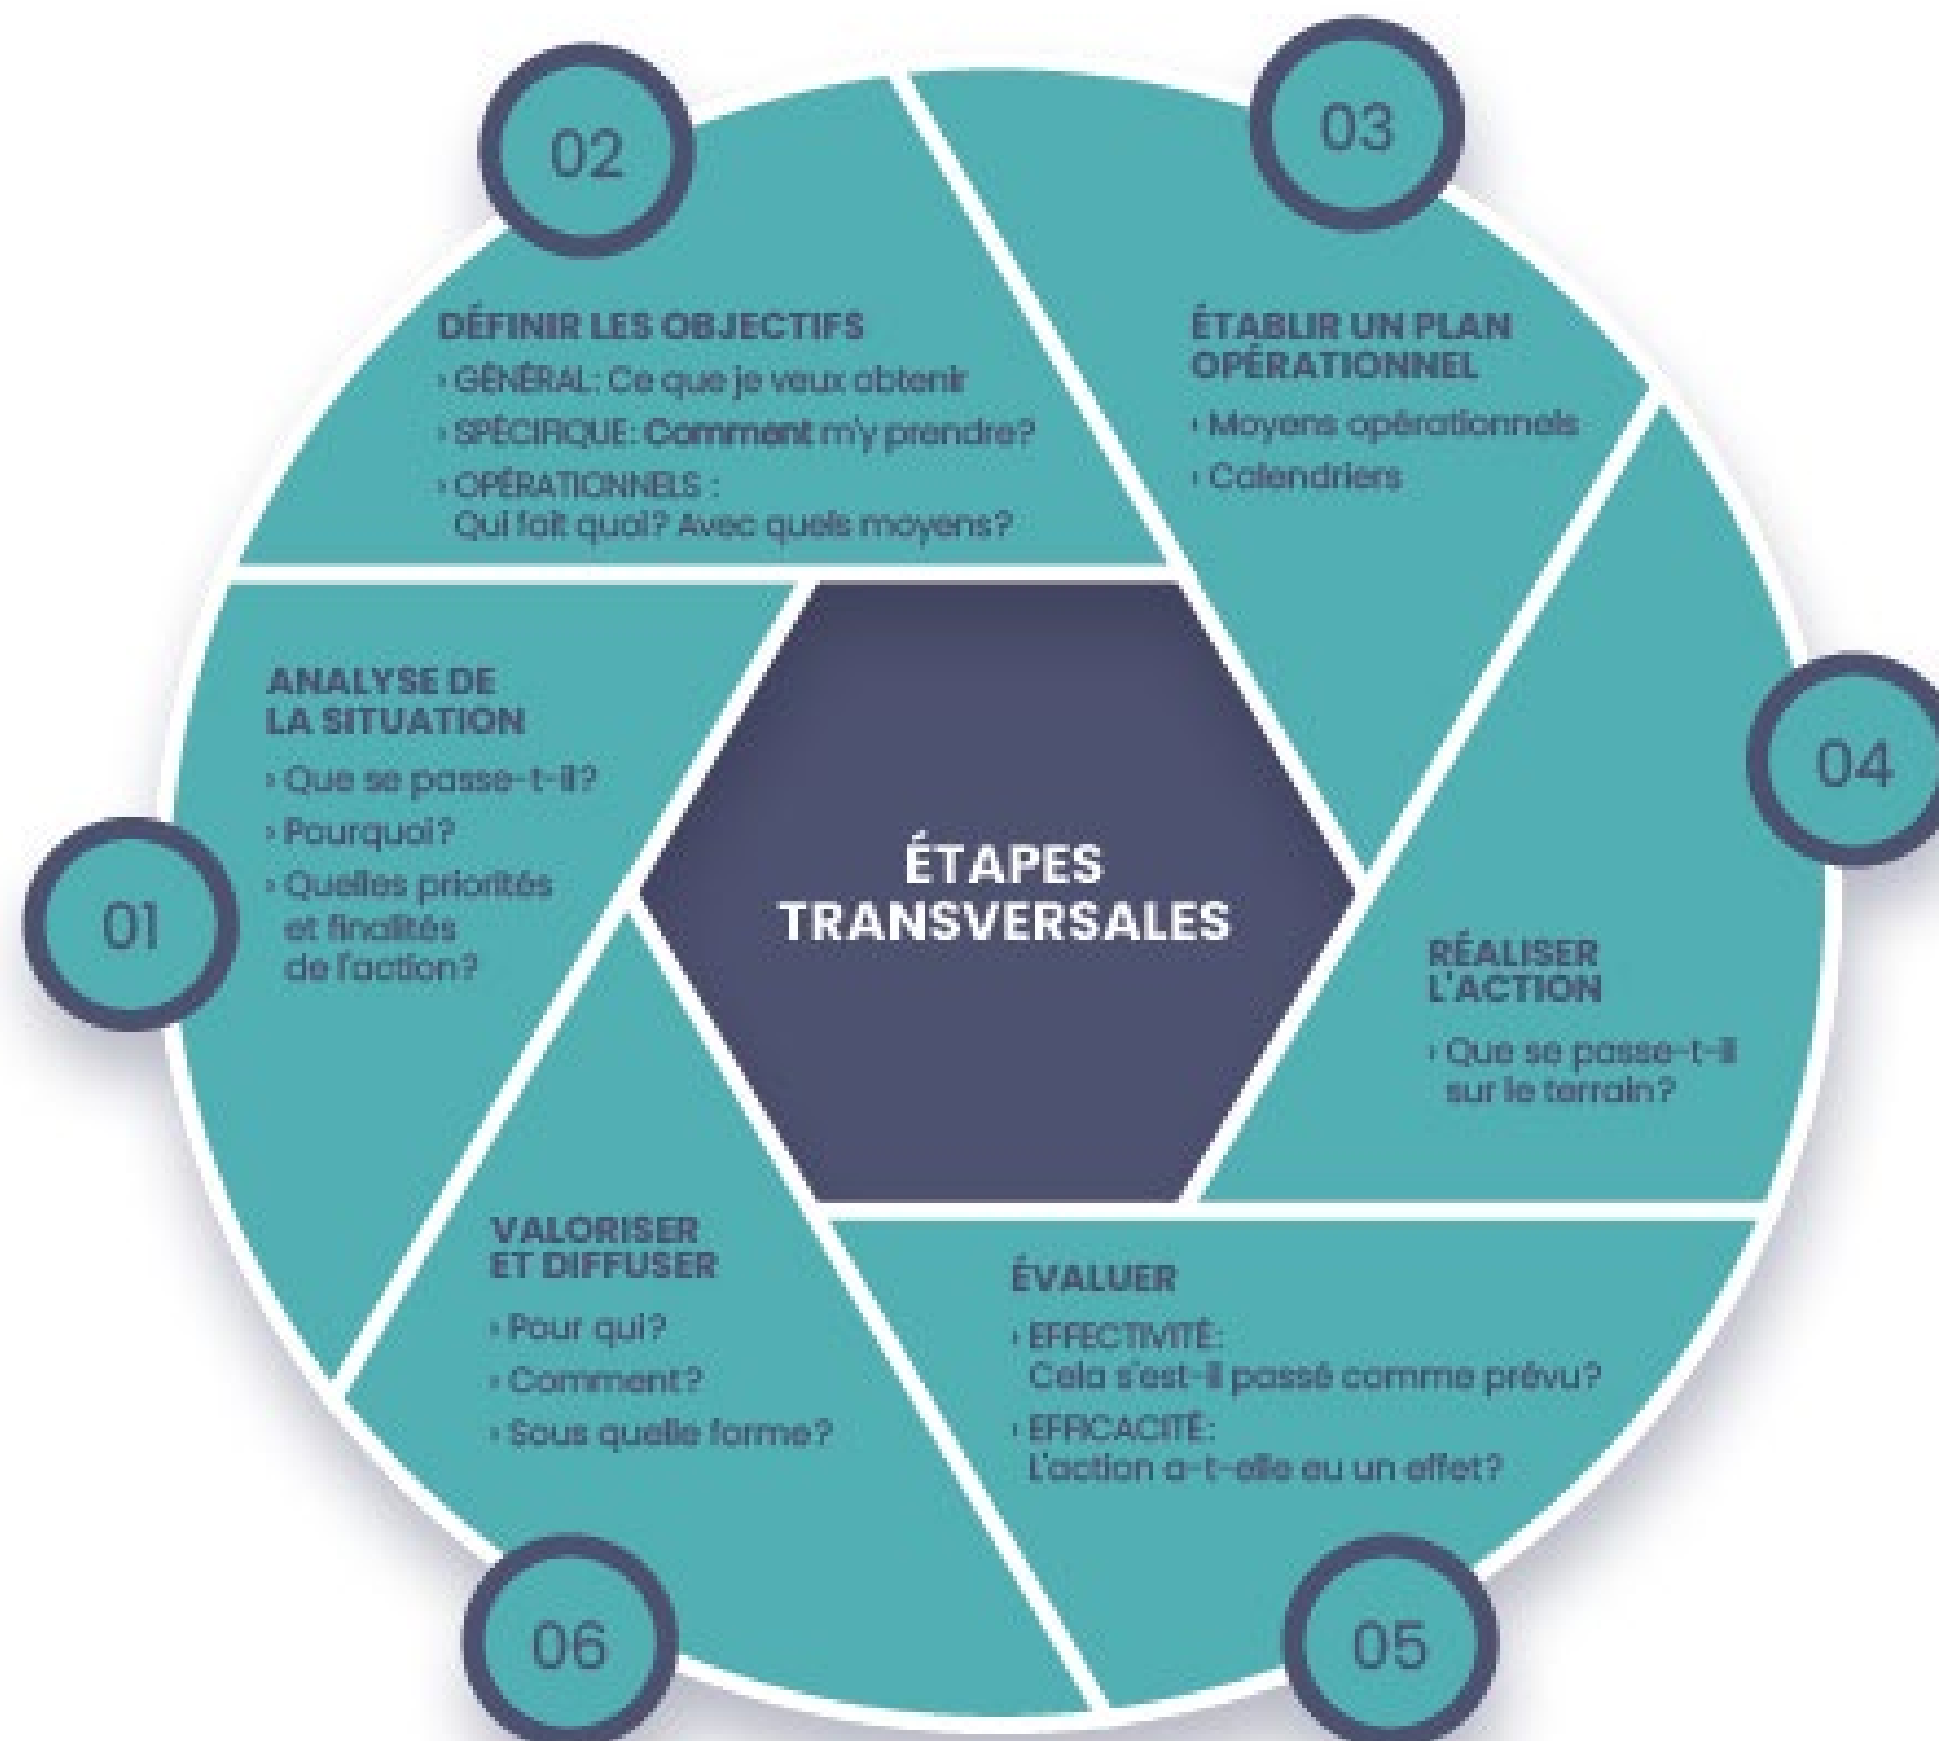 01
ANALYSE DE
LA SITUATION
› Que se passe-t-il?
› Pourquoi?
› Quelles priorités
et finalités
de l'action?
02
DÉFINIR LES OBJECTIFS
› GÉNÉRAL: Ce que je veux obtenir
› SPÉCIFIQUE: Comment m'y prendre?
› OPÉRATIONNELS :
Qui fait quoi? Avec quels moyens?
03
ÉTABLIR UN PLAN
OPÉRATIONNEL
› Moyens opérationnels
› Calendriers
04
RÉALISER
L'ACTION
› Que se passe-t-il
sur le terrain?
05
ÉVALUER
› EFFECTIVITÉ:
Cela s'est-il passé comme prévu?
› EFFICACITÉ:
L'action a-t-elle eu un effet?
06
VALORISER
ET DIFFUSER
› Pour qui?
› Comment?
› Sous quelle forme?
ÉTAPES
TRANSVERSALES